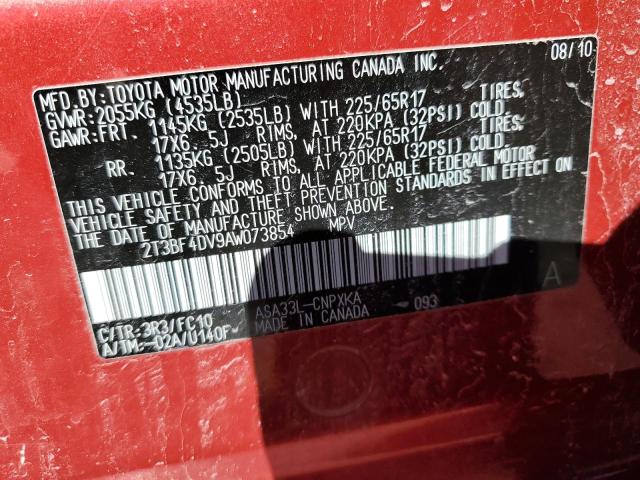 MFD.BY:TOYOTA MOTOR MANUFACTURING CANADA INC. 08/10
GVWR:2055KG (4535LB)
GAWR:FRT. 1145KG (2535LB) WITH 225/65R17 TIRES,
17X6.5J RIMS, AT 220KPA (32PSI) COLD.
RR. 1135KG (2505LB) WITH 225/65R17 TIRES,
17X6.5J RIMS, AT 220KPA (32PSI) COLD.
THIS VEHICLE CONFORMS TO ALL APPLICABLE FEDERAL MOTOR
VEHICLE SAFETY AND THEFT PREVENTION STANDARDS IN EFFECT ON
THE DATE OF MANUFACTURE SHOWN ABOVE.
2T3BF4DV9AW073854 MPV
A
C/TR:3R3/FC10 ASA33L-CNPXKA 093
A/TM:-02A/U140F MADE IN CANADA